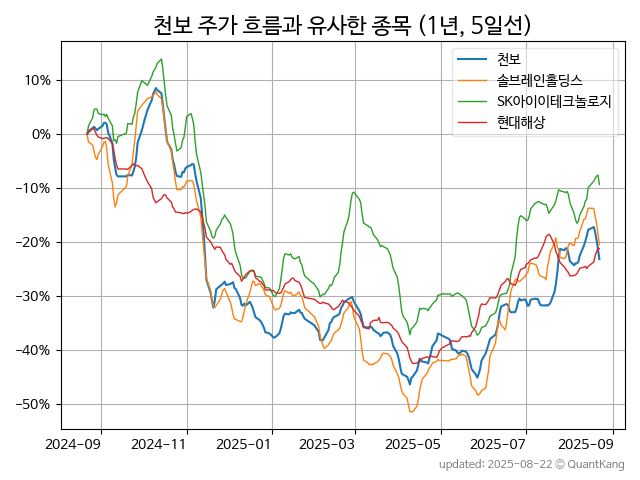 천보 주가 흐름과 유사한 종목 (1년, 5일선)
천보
솔브레인홀딩스
SK아이이테크놀로지
현대해상
10%
0%
−10%
−20%
−30%
−40%
−50%
2024-09
2024-11
2025-01
2025-03
2025-05
2025-07
2025-09
updated: 2025-08-22 © QuantKang